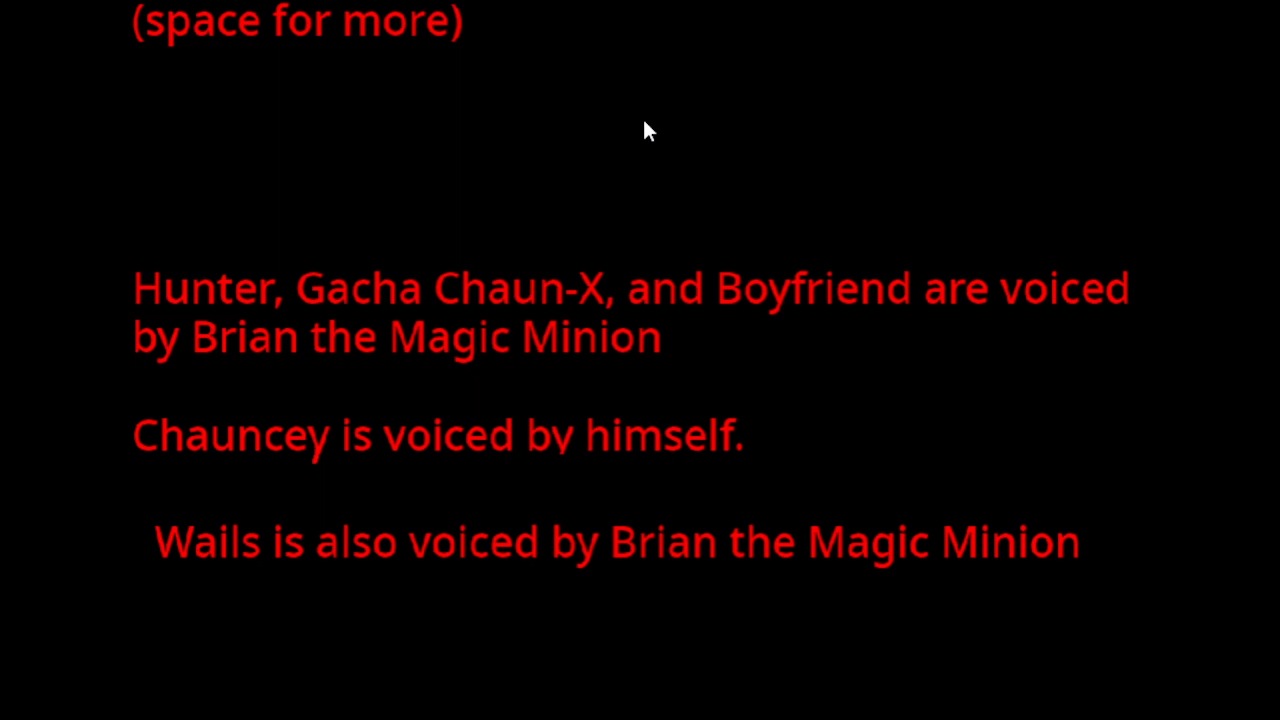 (space for more)
Hunter, Gacha Chaun-X, and Boyfriend are voiced
by Brian the Magic Minion
Chauncey is voiced by himself.
Wails is also voiced by Brian the Magic Minion